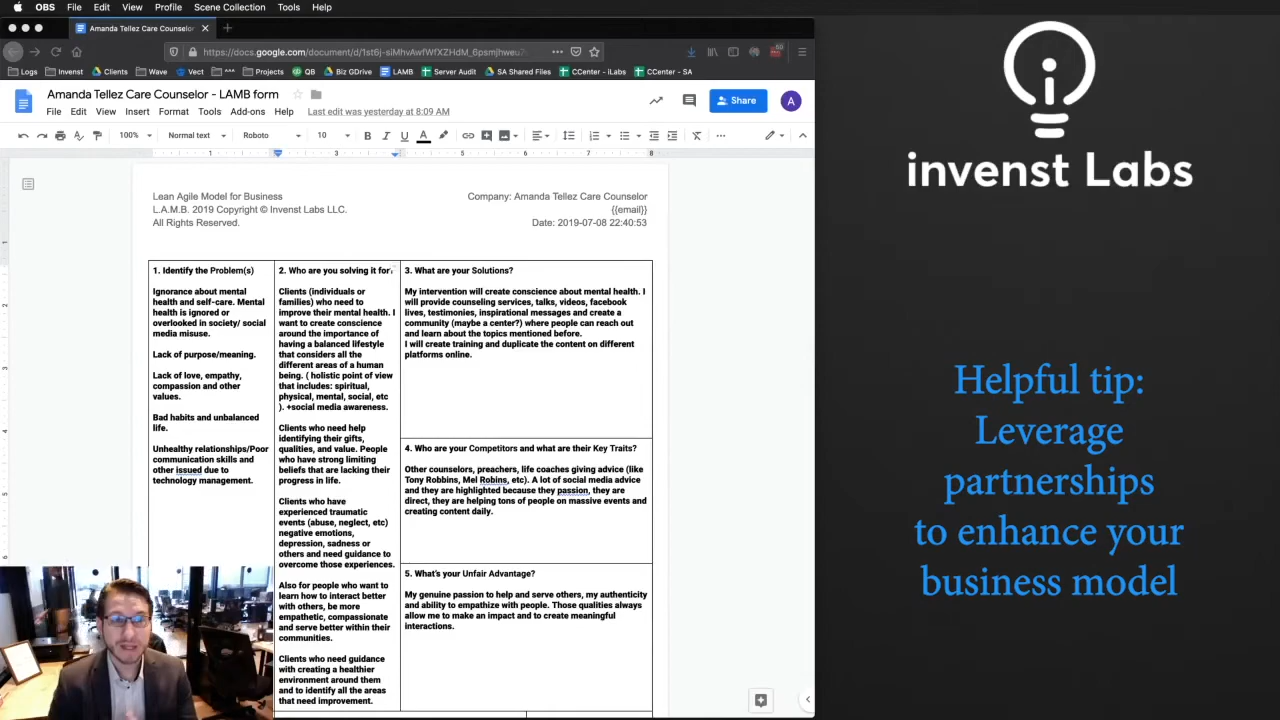 OBS File Edit View Profile Scene Collection Tools Help
Amanda Tellez Care Counselor
https://docs.google.com/document/d/1st6j-siMhvAwfWfXZHdM_6psmjhweu7s
Logs Invenst Clients Wave Vect ^^^ Projects QB Biz GDrive LAMB Server Audit SA Shared Files CCenter - iLabs CCenter - SA
Amanda Tellez Care Counselor - LAMB form
Share
A
File Edit View Insert Format Tools Add-ons Help Last edit was yesterday at 8:09 AM
100% Normal text Roboto 10 B I U A
1 3 5 6 7 8
Lean Agile Model for Business
L.A.M.B. 2019 Copyright © Invenst Labs LLC.
All Rights Reserved.
Company: Amanda Tellez Care Counselor
{{email}}
Date: 2019-07-08 22:40:53
1. Identify the Problem(s)
Ignorance about mental
health and self-care. Mental
health is ignored or
overlooked in society/ social
media misuse.
Lack of purpose/meaning.
Lack of love, empathy,
compassion and other
values.
Bad habits and unbalanced
life.
Unhealthy relationships/Poor
communication skills and
other issued due to
technology management.
2. Who are you solving it for
Clients (individuals or
families) who need to
improve their mental health. I
want to create conscience
around the importance of
having a balanced lifestyle
that considers all the
different areas of a human
being. ( holistic point of view
that includes: spiritual,
physical, mental, social, etc
). +social media awareness.
Clients who need help
identifying their gifts,
qualities, and value. People
who have strong limiting
beliefs that are lacking their
progress in life.
Clients who have
experienced traumatic
events (abuse, neglect, etc)
negative emotions,
depression, sadness or
others and need guidance to
overcome those experiences.
Also for people who want to
learn how to interact better
with others, be more
empathetic, compassionate
and serve better within their
communities.
Clients who need guidance
with creating a healthier
environment around them
and to identify all the areas
that need improvement.
3. What are your Solutions?
My intervention will create conscience about mental health. I
will provide counseling services, talks, videos, facebook
lives, testimonies, inspirational messages and create a
community (maybe a center?) where people can reach out
and learn about the topics mentioned before.
I will create training and duplicate the content on different
platforms online.
4. Who are your Competitors and what are their Key Traits?
Other counselors, preachers, life coaches giving advice (like
Tony Robbins, Mel Robins, etc). A lot of social media advice
and they are highlighted because they passion, they are
direct, they are helping tons of people on massive events and
creating content daily.
5. What's your Unfair Advantage?
My genuine passion to help and serve others, my authenticity
and ability to empathize with people. Those qualities always
allow me to make an impact and to create meaningful
interactions.
invenst Labs
Helpful tip:
Leverage
partnerships
to enhance your
business model